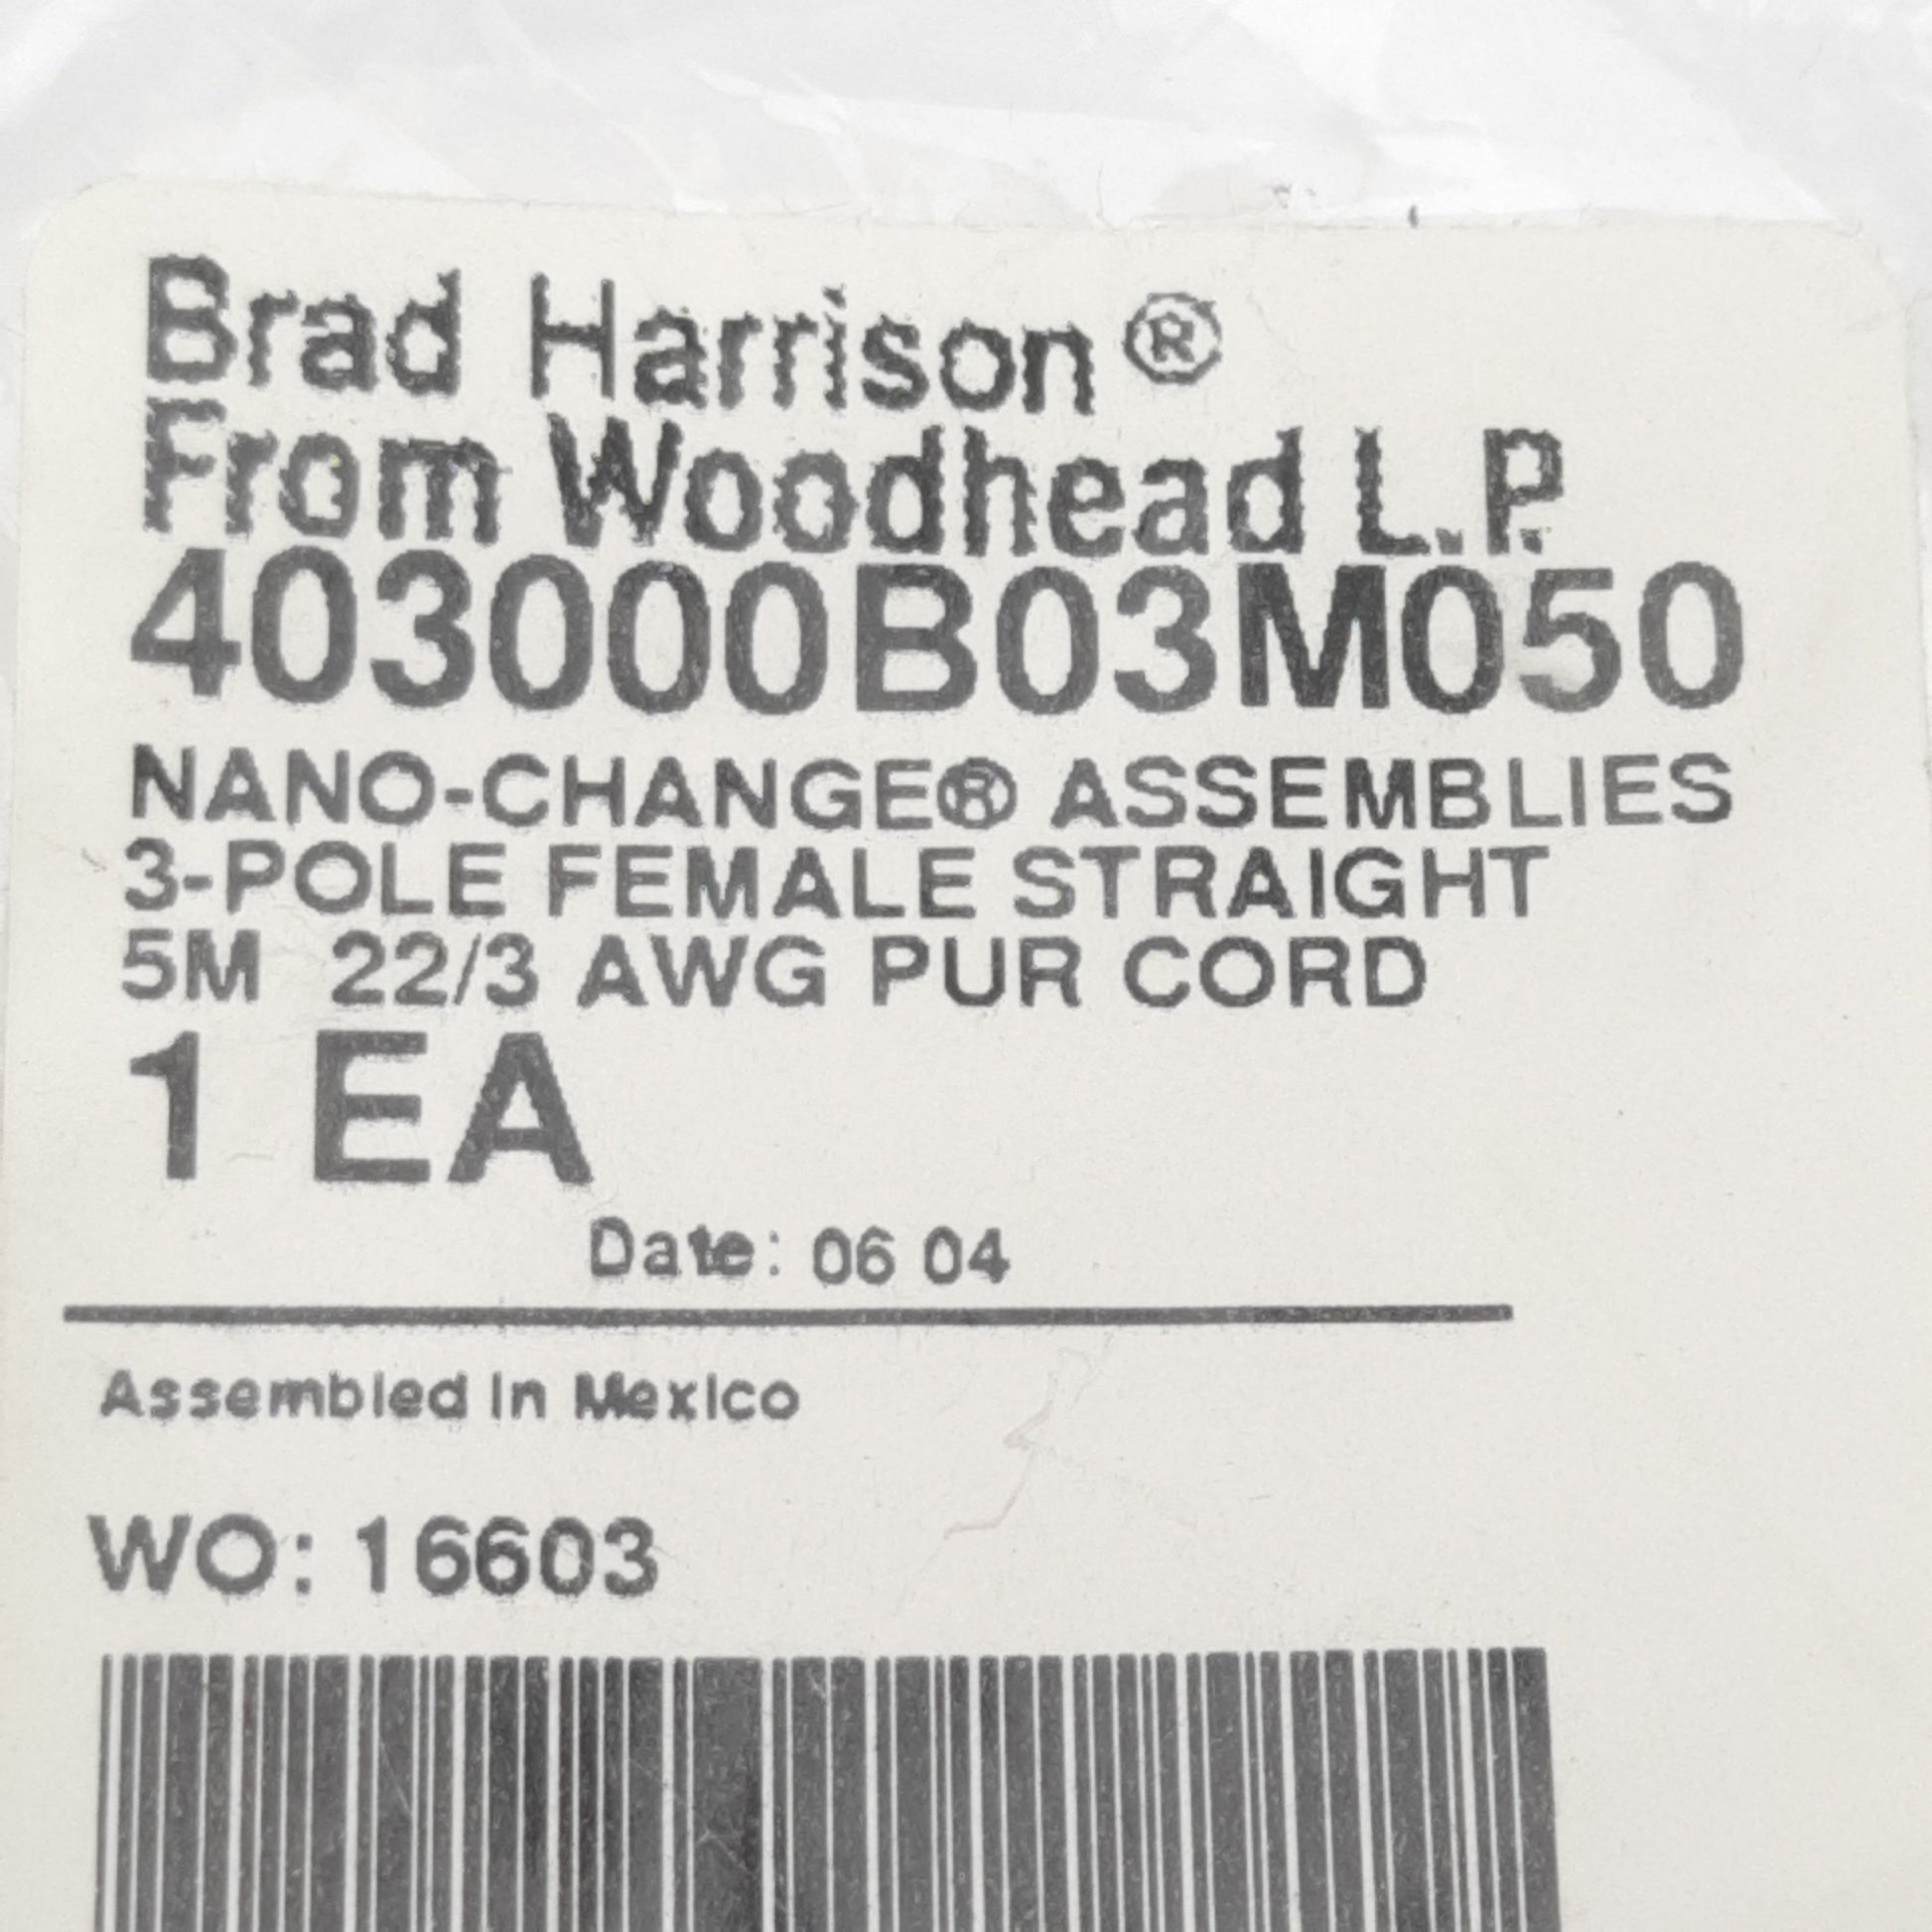 Brad Harrison®
From Woodhead L.P.
403000B03M050
NANO-CHANGE® ASSEMBLIES
3-POLE FEMALE STRAIGHT
5M 22/3 AWG PUR CORD
1 EA
Date: 06 04
Assembled In Mexico
WO: 16603